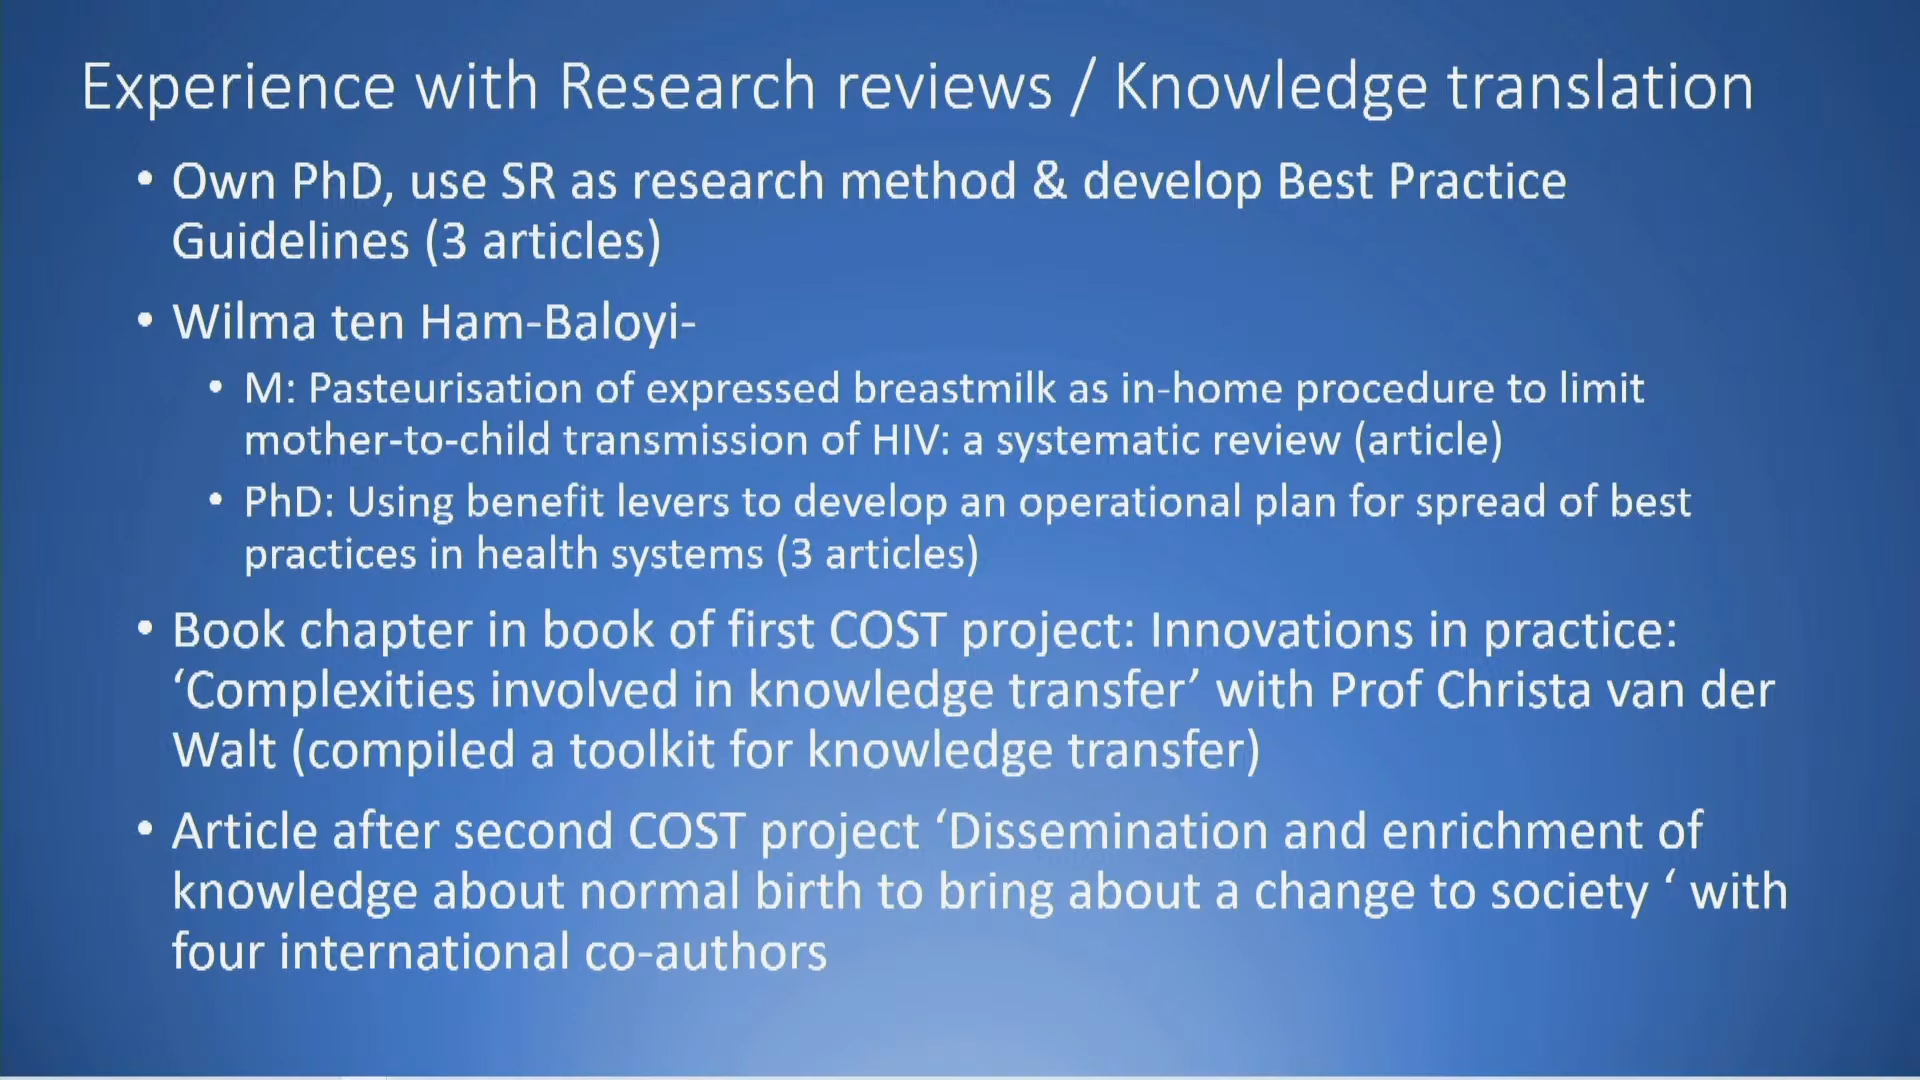 Experience with Research reviews / Knowledge translation
• Own PhD, use SR as research method & develop Best Practice
Guidelines (3 articles)
• Wilma ten Ham-Baloyi-
• M: Pasteurisation of expressed breastmilk as in-home procedure to limit
mother-to-child transmission of HIV: a systematic review (article)
• PhD: Using benefit levers to develop an operational plan for spread of best
practices in health systems (3 articles)
• Book chapter in book of first COST project: Innovations in practice:
‘Complexities involved in knowledge transfer’ with Prof Christa van der
Walt (compiled a toolkit for knowledge transfer)
• Article after second COST project ‘Dissemination and enrichment of
knowledge about normal birth to bring about a change to society ‘ with
four international co-authors